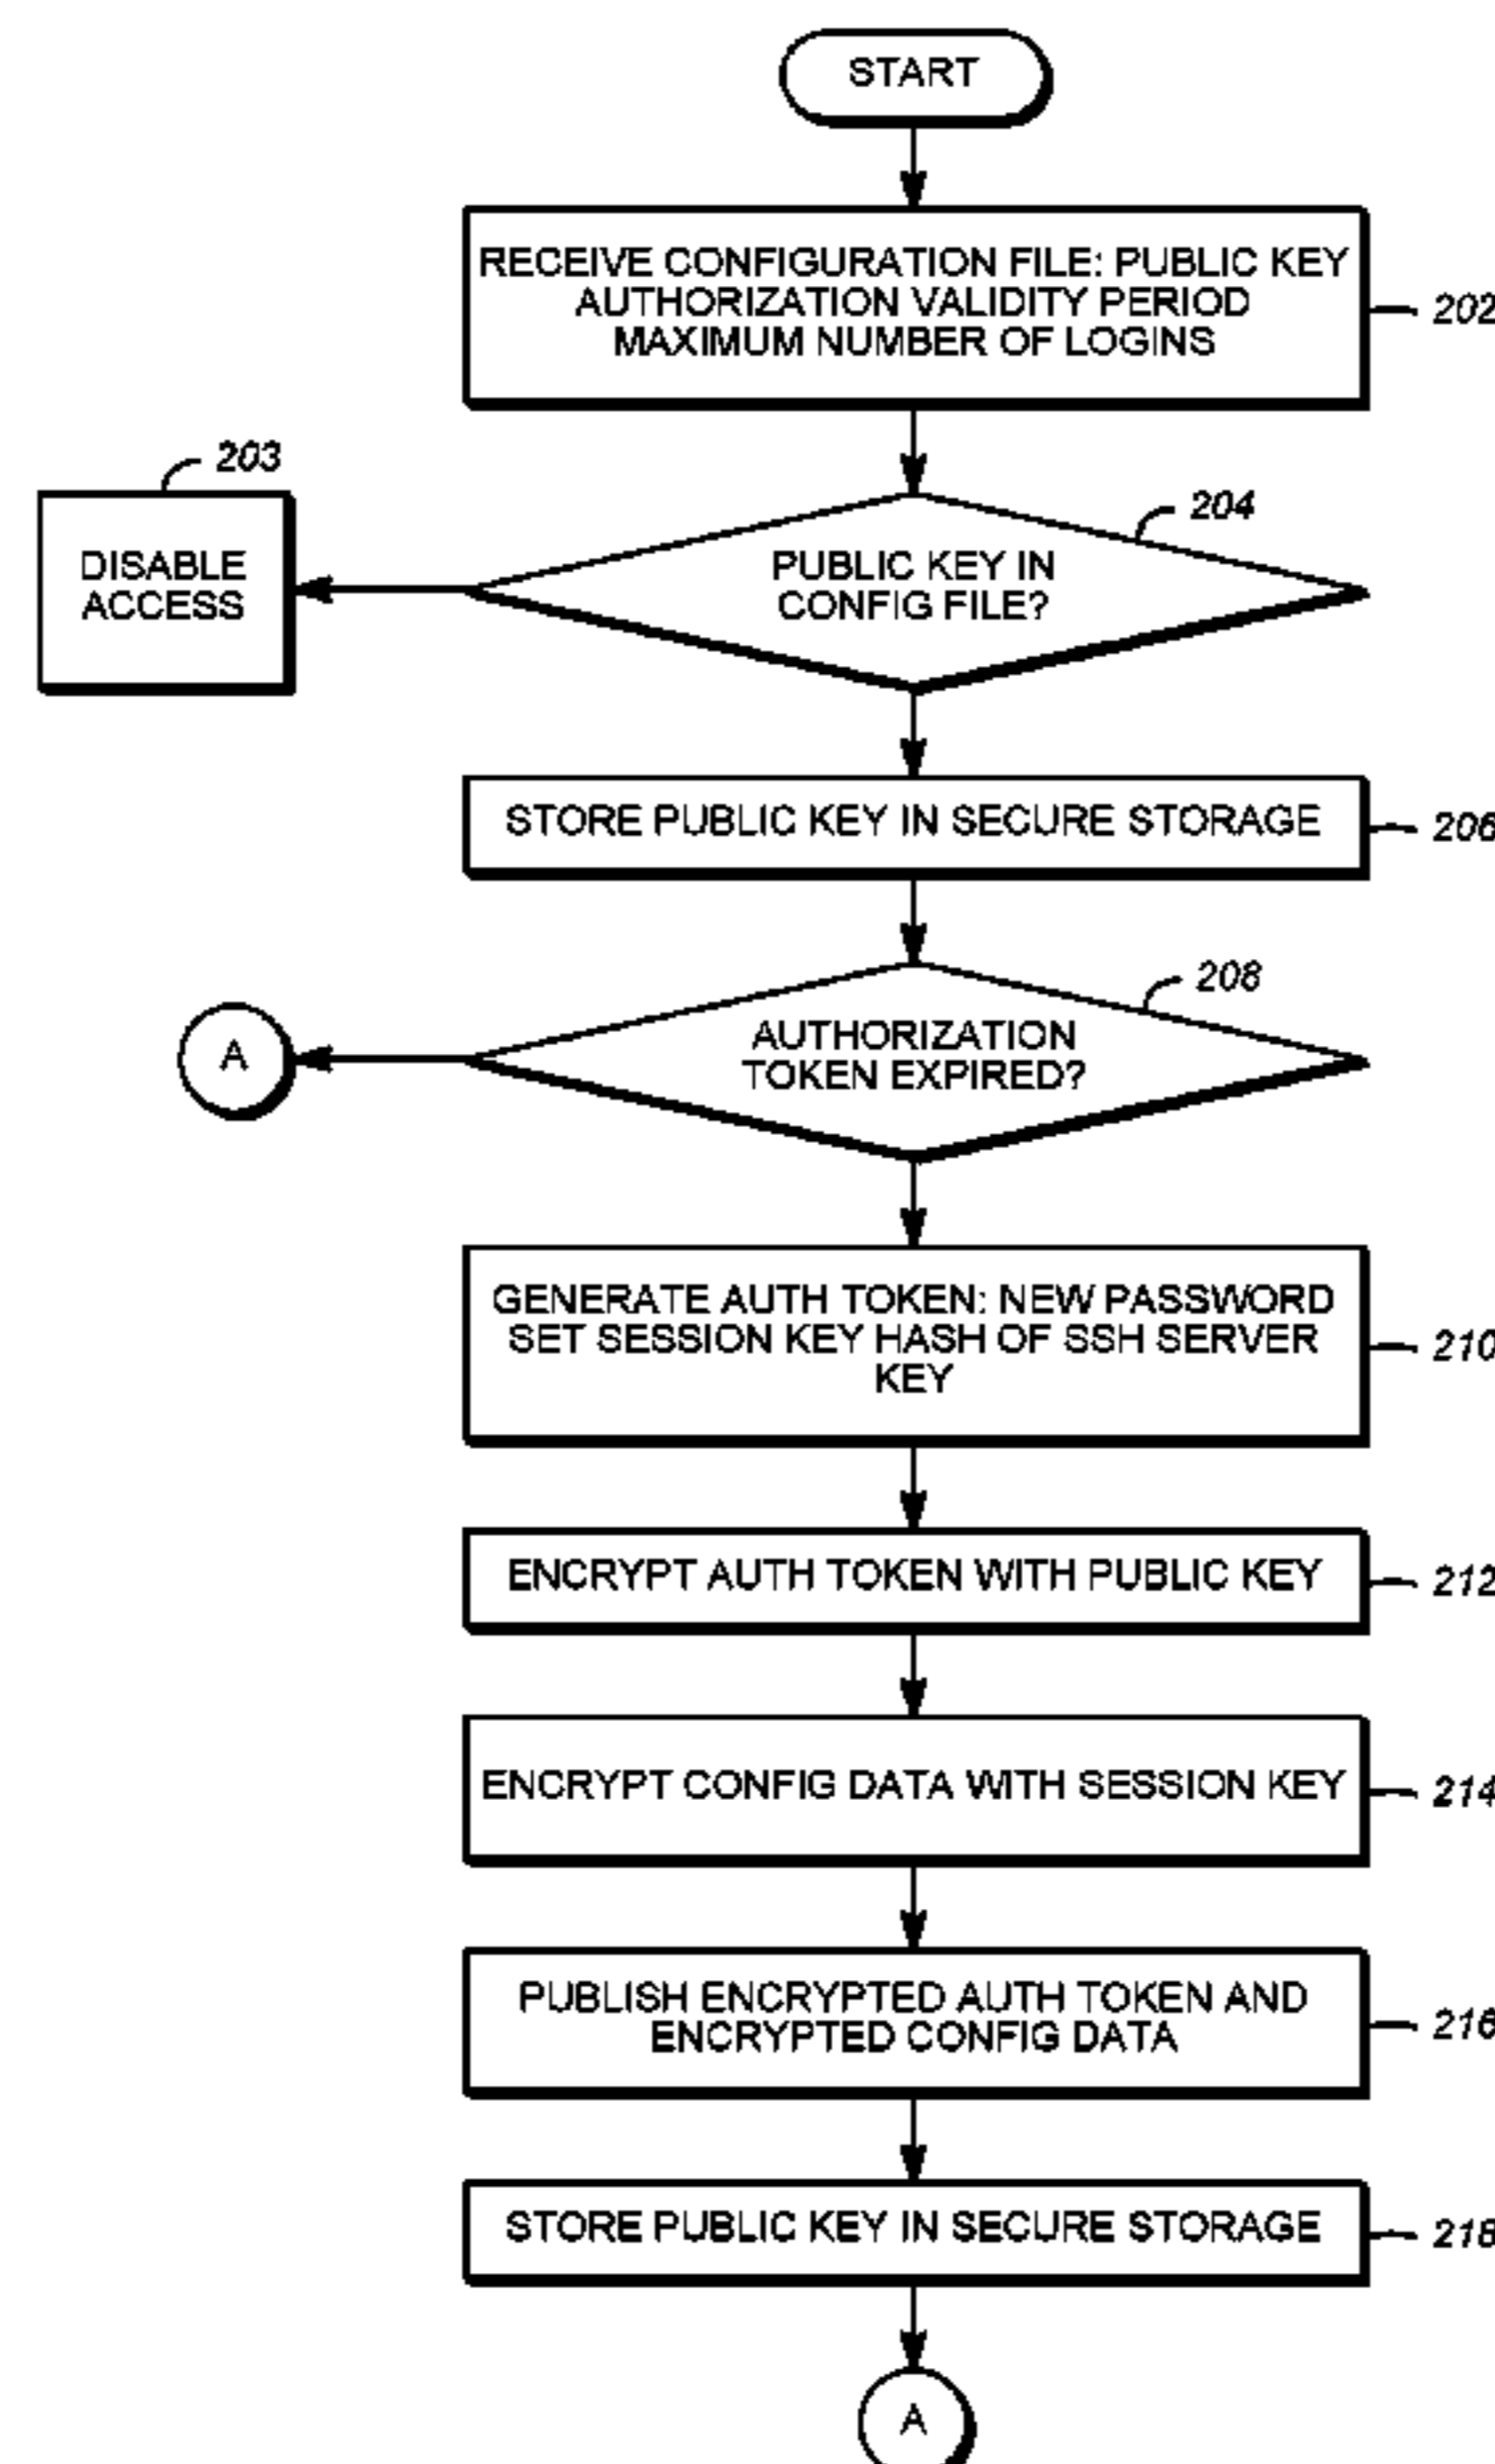 START
RECEIVE CONFIGURATION FILE: PUBLIC KEY
AUTHORIZATION VALIDITY PERIOD
MAXIMUM NUMBER OF LOGINS
202
203
DISABLE
ACCESS
204
PUBLIC KEY IN
CONFIG FILE?
STORE PUBLIC KEY IN SECURE STORAGE
206
208
A
AUTHORIZATION
TOKEN EXPIRED?
GENERATE AUTH TOKEN: NEW PASSWORD
SET SESSION KEY HASH OF SSH SERVER
KEY
210
ENCRYPT AUTH TOKEN WITH PUBLIC KEY
212
ENCRYPT CONFIG DATA WITH SESSION KEY
214
PUBLISH ENCRYPTED AUTH TOKEN AND
ENCRYPTED CONFIG DATA
216
STORE PUBLIC KEY IN SECURE STORAGE
218
A